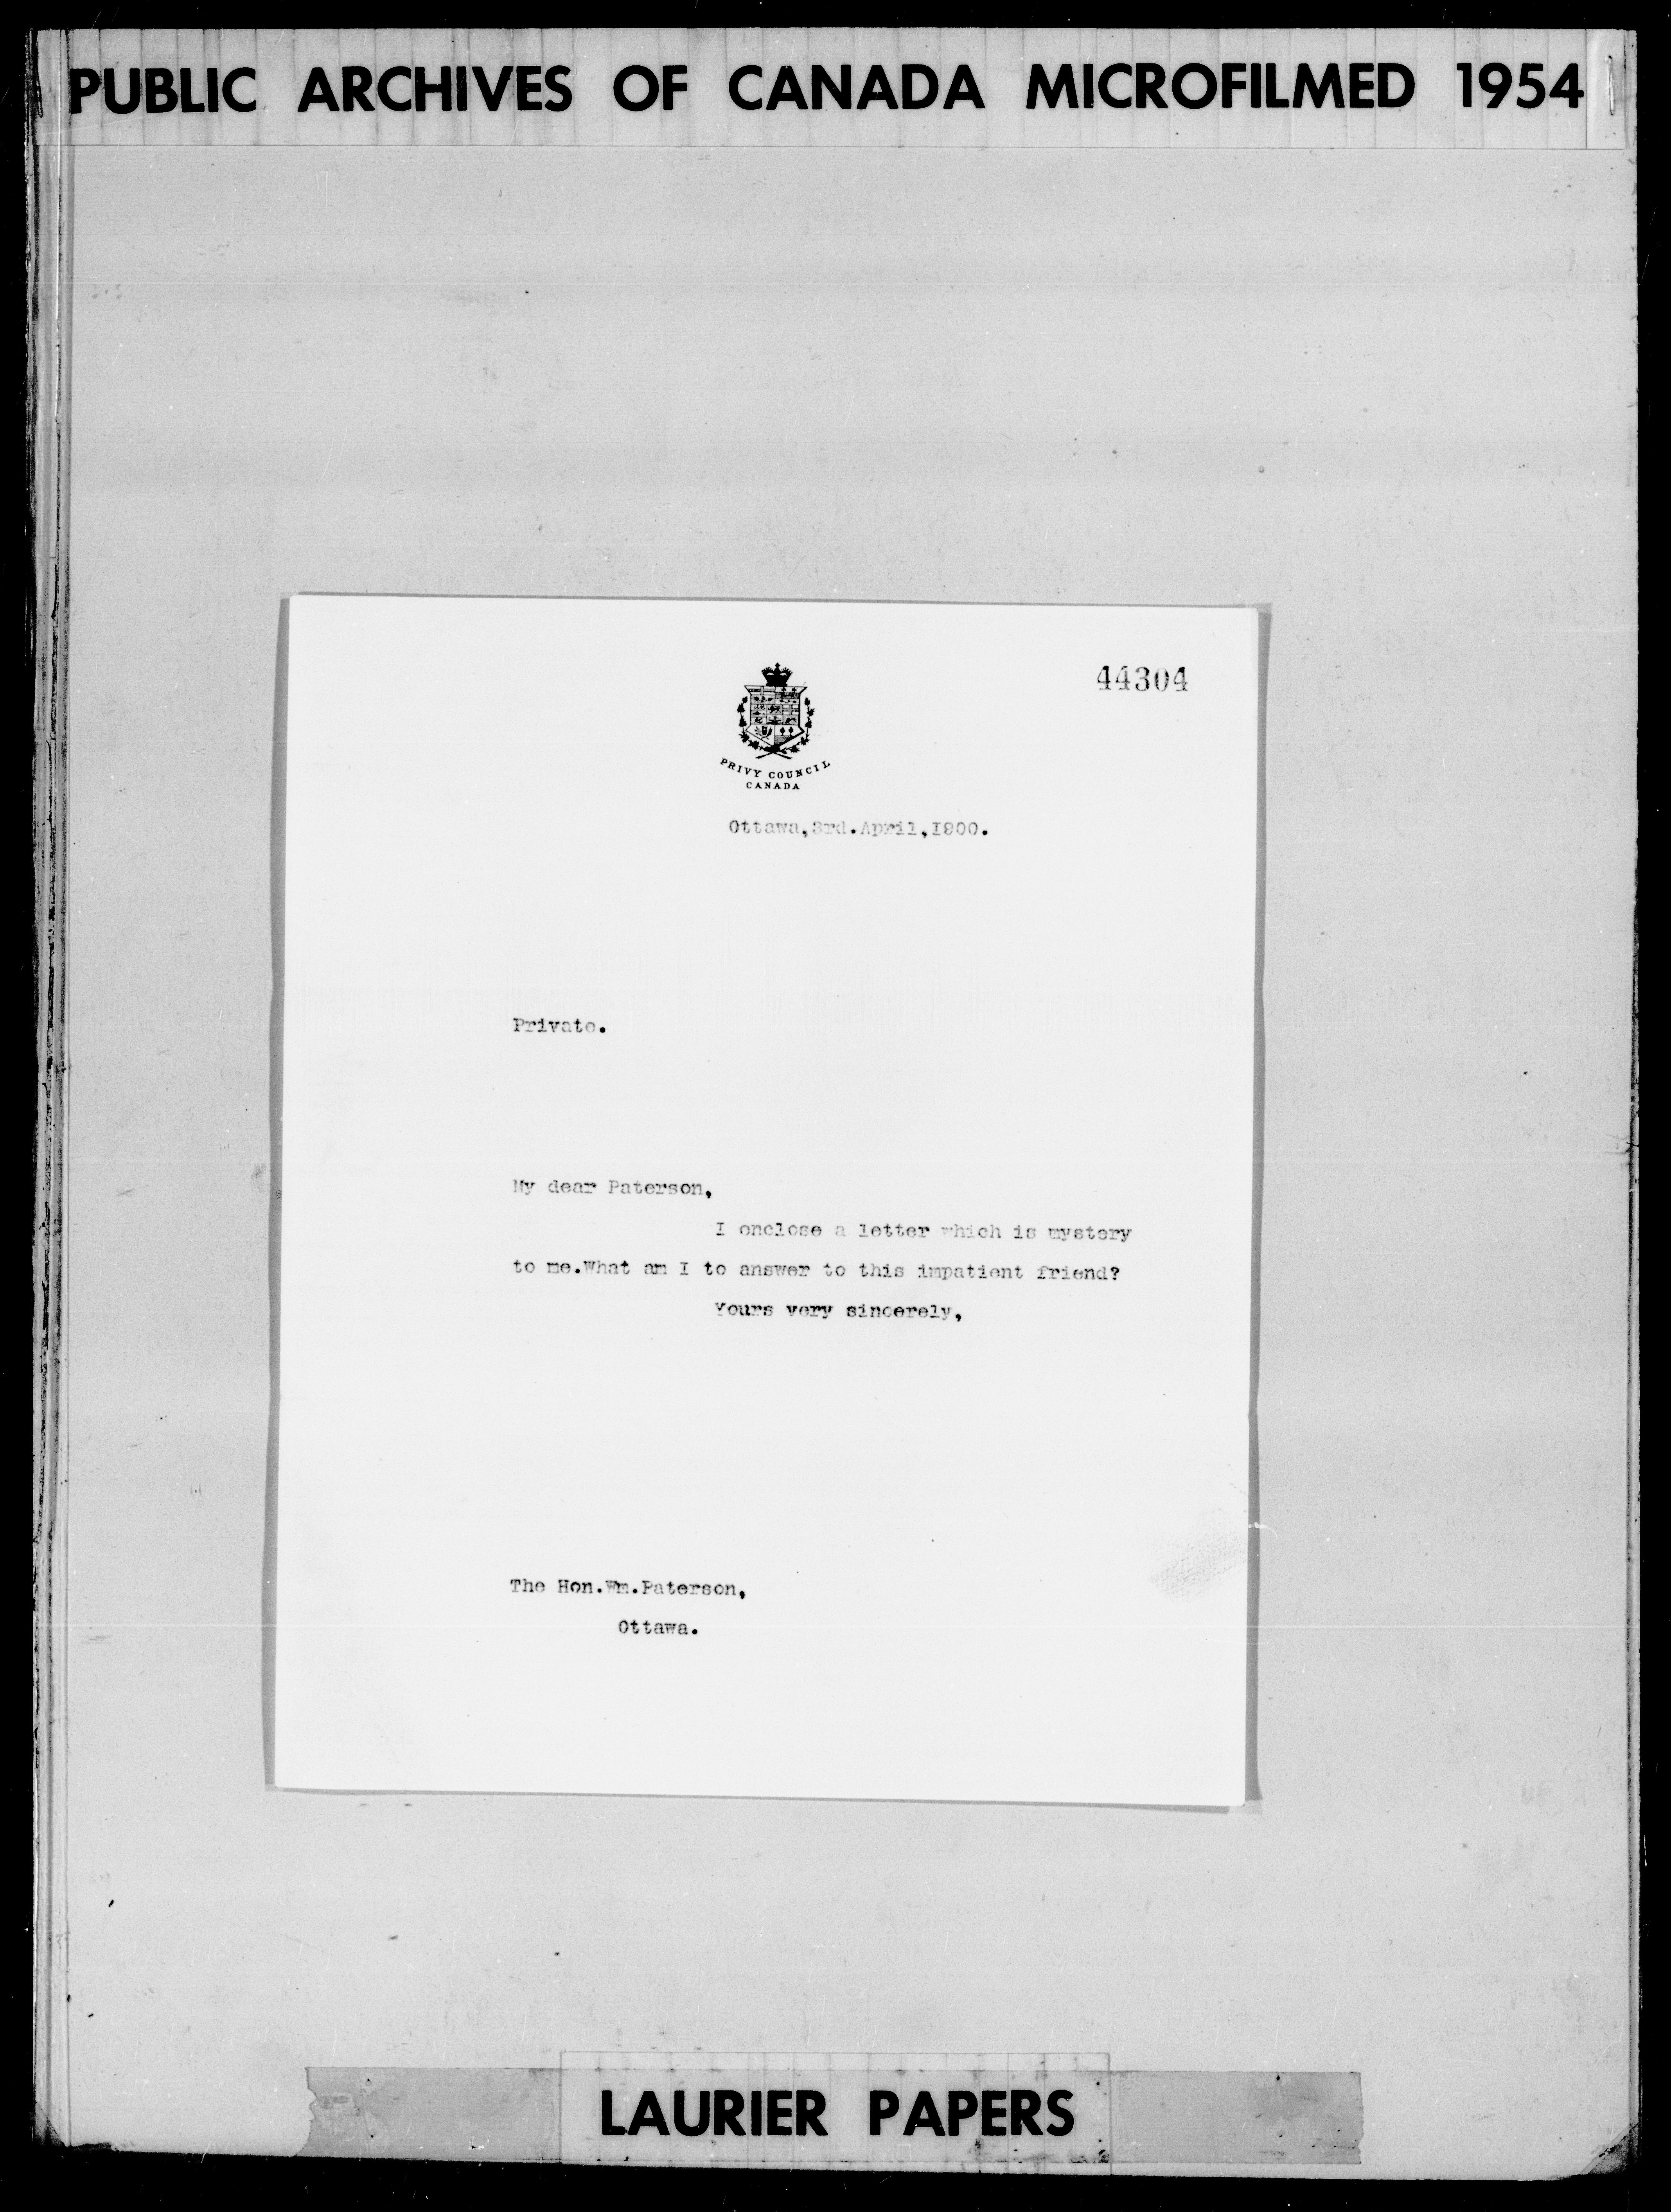 PUBLIC ARCHIVES OF CANADA MICROFILMED 1954
44304
PRIVY COUNCIL
CANADA
Ottawa,3rd.April,1900.
Private.
My dear Paterson,
I enclose a letter which is mystery
to me.What am I to answer to this impatient friend?
Yours very sincerely,
The Hon.Wm.Paterson,
Ottawa.
LAURIER PAPERS